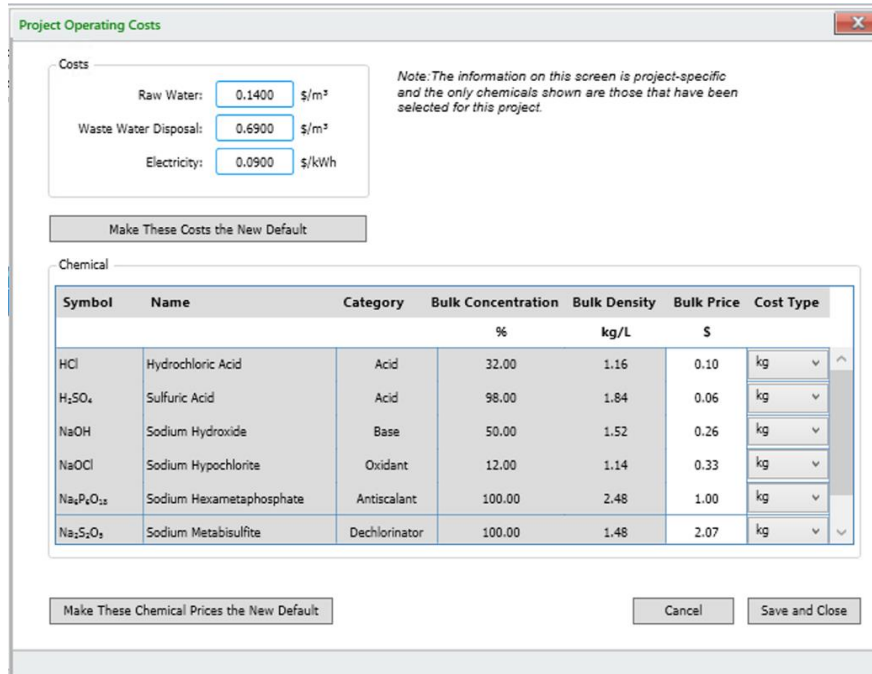 Project Operating Costs
Costs
Raw Water: 0.1400 $/m³
Waste Water Disposal: 0.6900 $/m³
Electricity: 0.0900 $/kWh
Note:The information on this screen is project-specific
and the only chemicals shown are those that have been
selected for this project.
Make These Costs the New Default
Chemical
Symbol Name Category Bulk Concentration Bulk Density Bulk Price Cost Type
% kg/L $
HCl Hydrochloric Acid Acid 32.00 1.16 0.10 kg
H₂SO₄ Sulfuric Acid Acid 98.00 1.84 0.06 kg
NaOH Sodium Hydroxide Base 50.00 1.52 0.26 kg
NaOCl Sodium Hypochlorite Oxidant 12.00 1.14 0.33 kg
Na₆P₆O₁₈ Sodium Hexametaphosphate Antiscalant 100.00 2.48 1.00 kg
Na₂S₂O₅ Sodium Metabisulfite Dechlorinator 100.00 1.48 2.07 kg
Make These Chemical Prices the New Default
Cancel
Save and Close